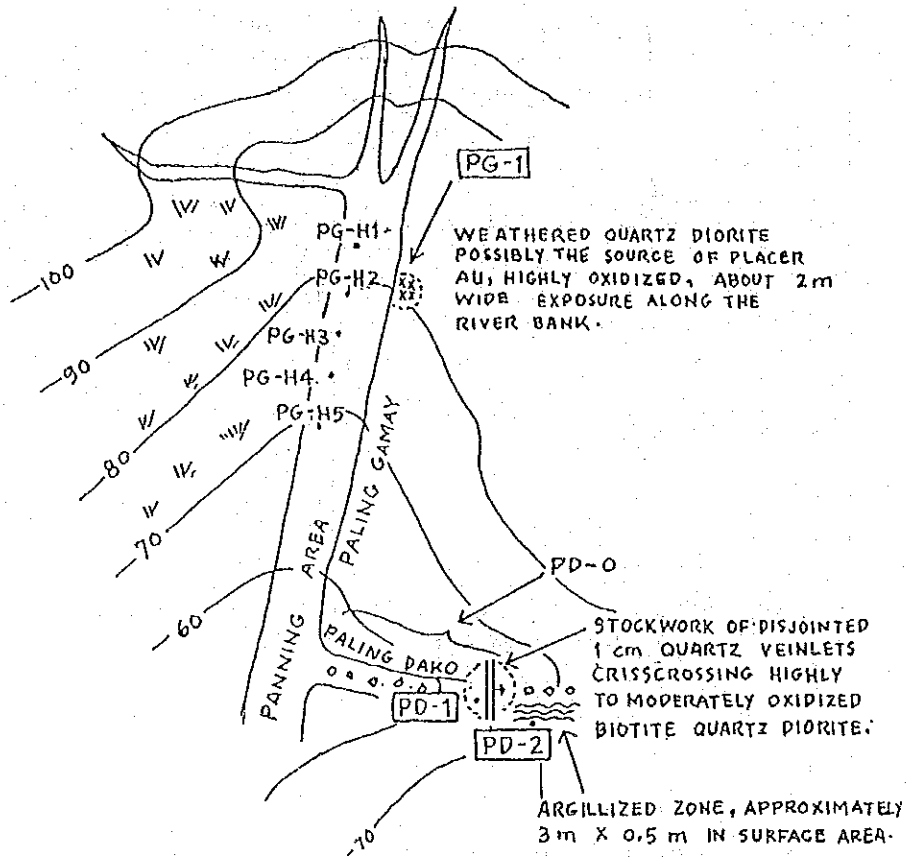 PG-1
WEATHERED QUARTZ DIORITE
POSSIBLY THE SOURCE OF PLACER
AU, HIGHLY OXIDIZED, ABOUT 2m
WIDE EXPOSURE ALONG THE
RIVER BANK.
PG-H1
PG-H2
PG-H3
PG-H4
PG-H5
-100
-90
-80
-70
-60
PANNING AREA
PALING GAMAY
PD-0
PALING DAKO
STOCKWORK OF DISJOINTED
1 cm QUARTZ VEINLETS
CRISSCROSSING HIGHLY
TO MODERATELY OXIDIZED
BIOTITE QUARTZ DIORITE.
PD-1
PD-2
ARGILLIZED ZONE, APPROXIMATELY
3m X 0.5 m IN SURFACE AREA.
-70